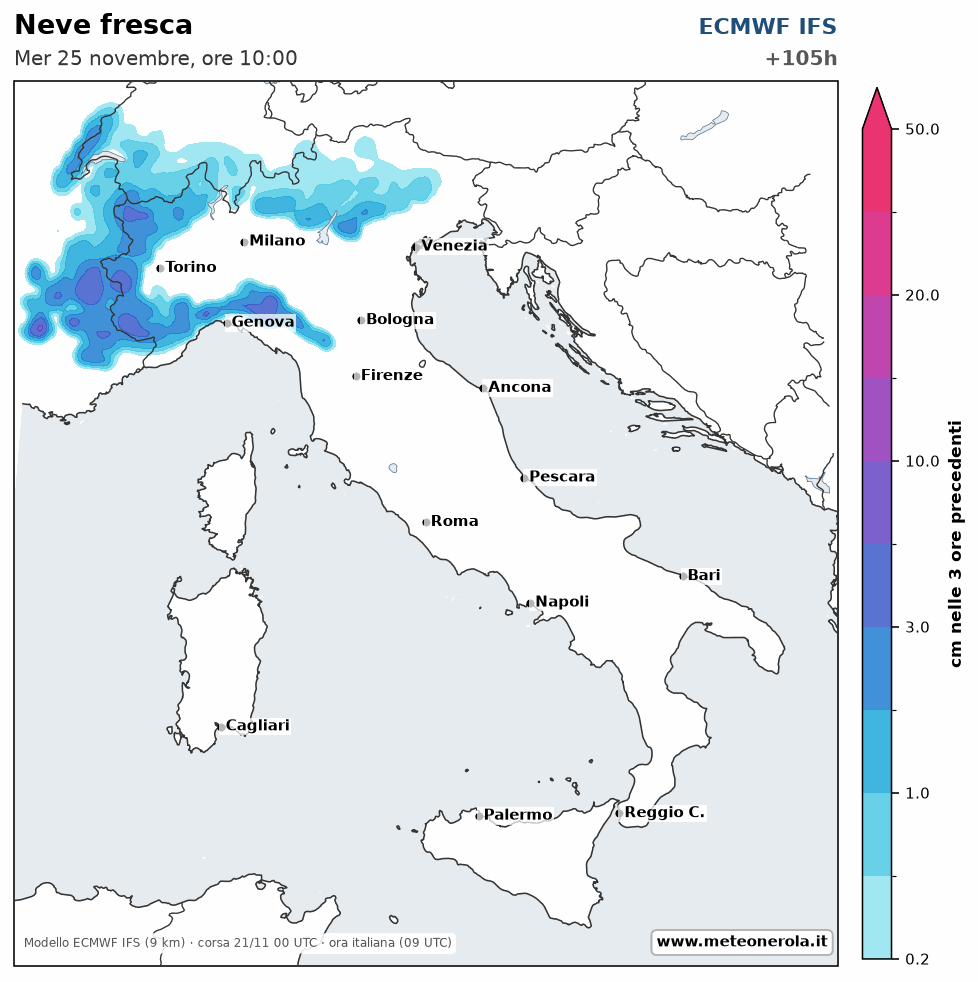 Neve fresca
ECMWF IFS
Mer 25 novembre, ore 10:00
+105h
50.0
20.0
10.0
3.0
1.0
0.2
cm nelle 3 ore precedenti
Milano
Venezia
Torino
Genova
Bologna
Firenze
Ancona
Pescara
Roma
Bari
Napoli
Cagliari
Palermo
Reggio C.
Modello ECMWF IFS (9 km) · corsa 21/11 00 UTC · ora italiana (09 UTC)
www.meteonerola.it